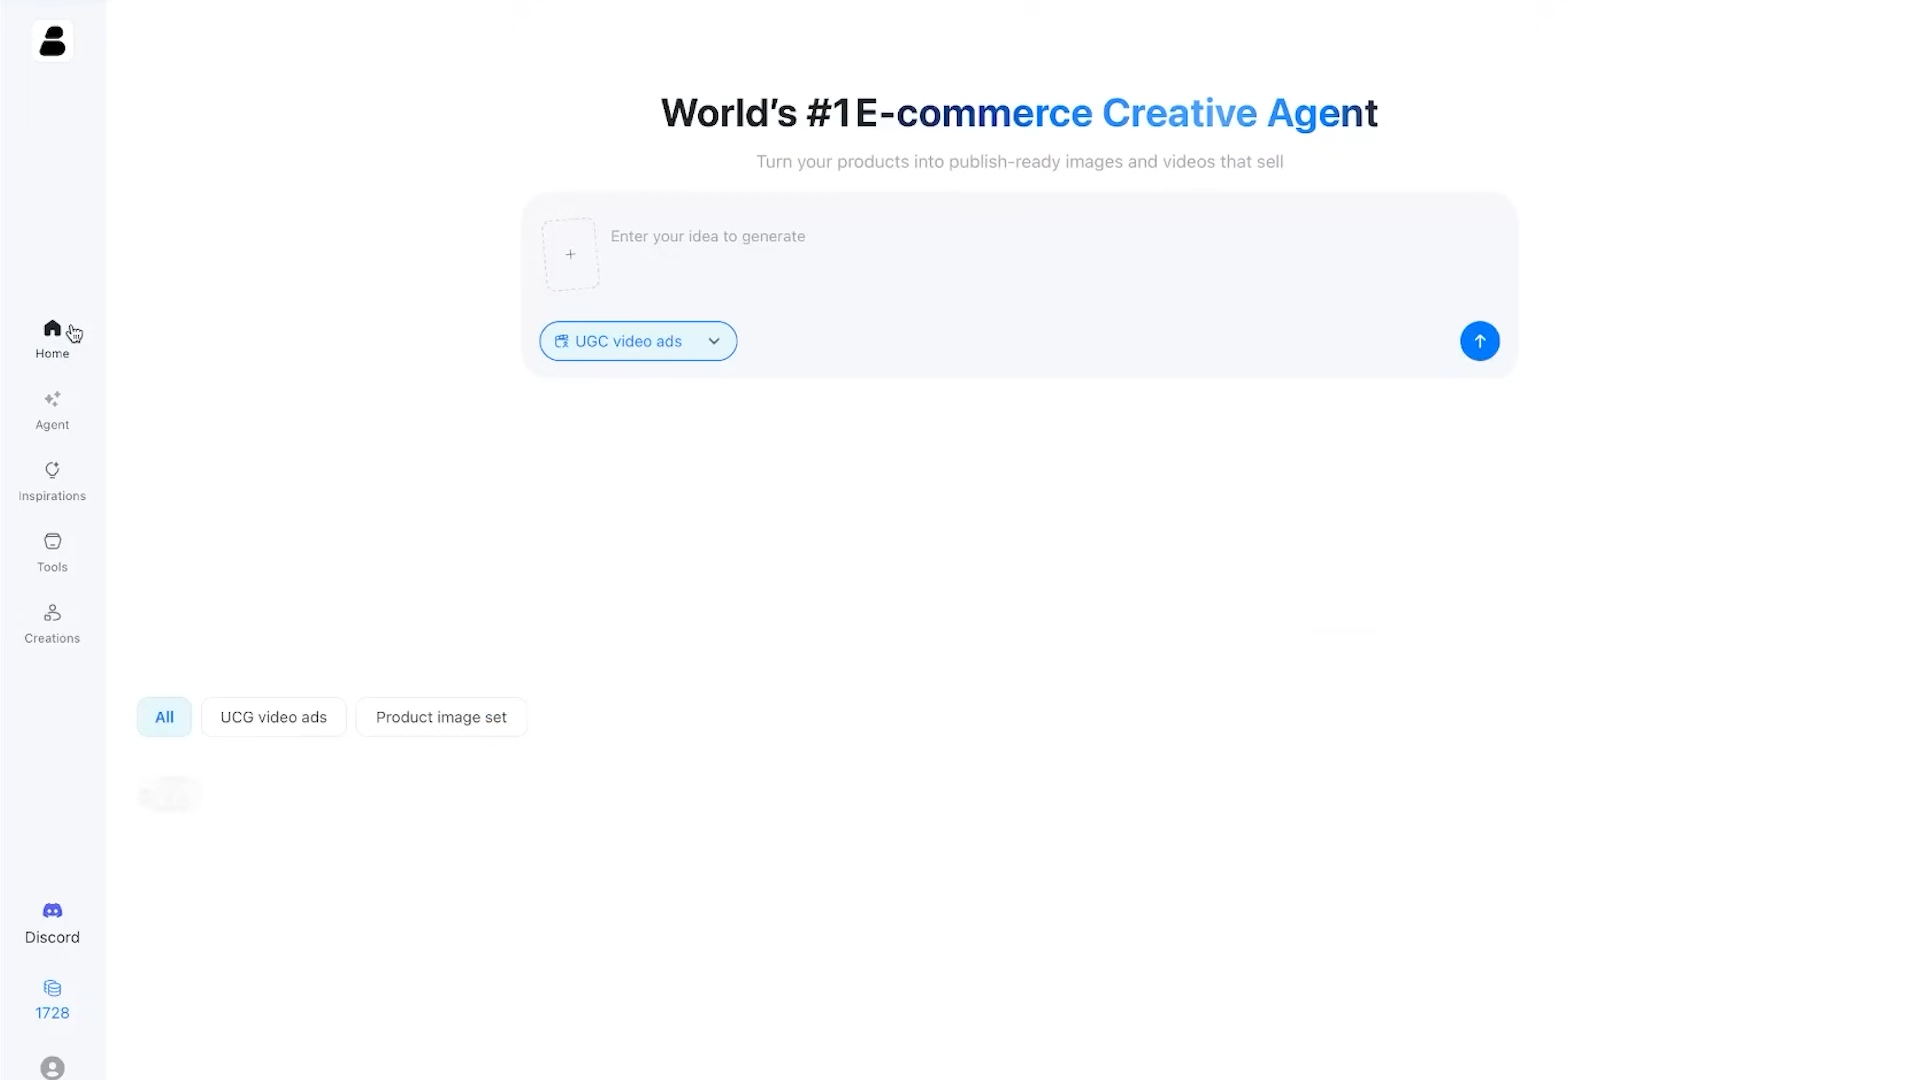 World's #1 E-commerce Creative Agent
Turn your products into publish-ready images and videos that sell
Enter your idea to generate
UGC video ads
Home
Agent
Inspirations
Tools
Creations
All
UCG video ads
Product image set
Discord
1728